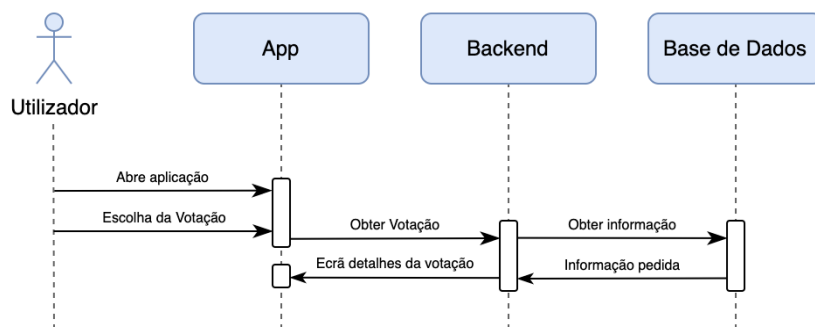 App
Backend
Base de Dados
Utilizador
Abre aplicação
Escolha da Votação
Obter Votação
Obter informação
Ecrã detalhes da votação
Informação pedida